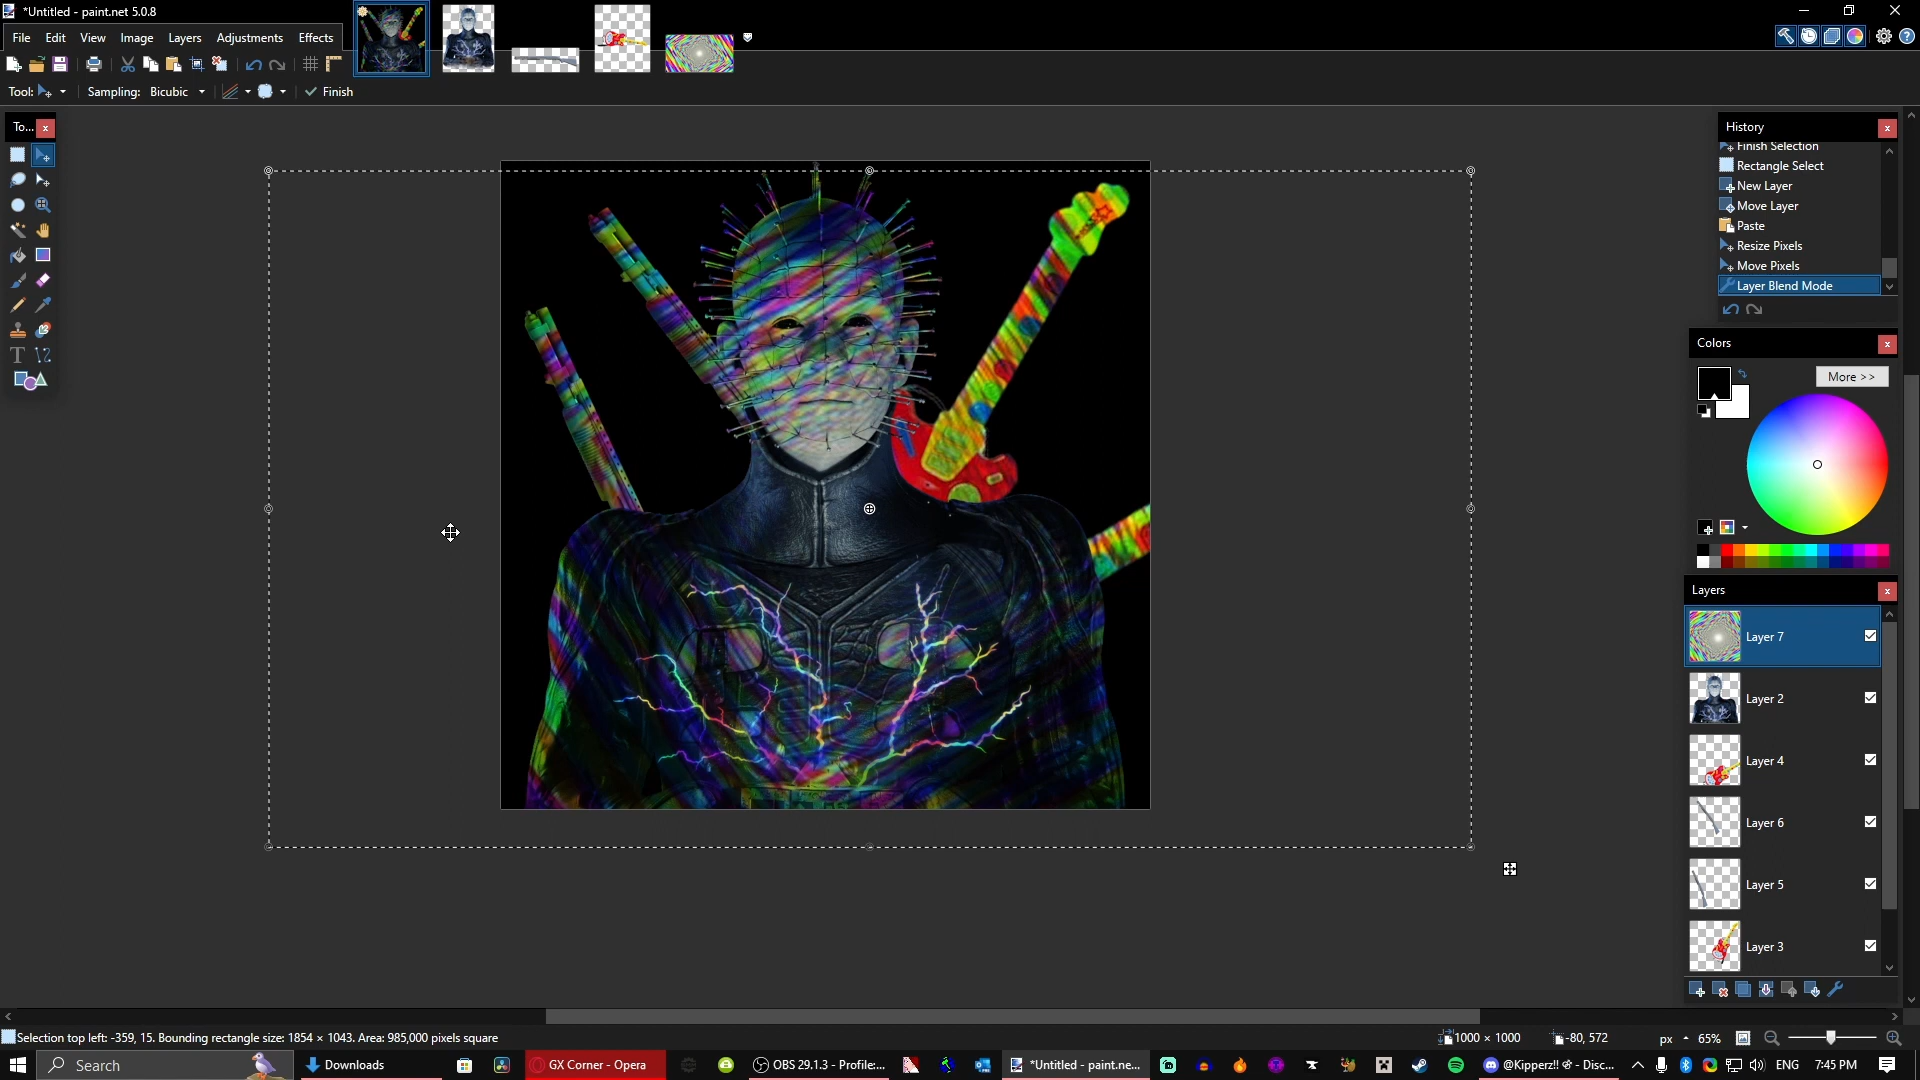 *Untitled - paint.net 5.0.8
File Edit View Image Layers Adjustments Effects
Tool: Sampling: Bicubic Finish
To...
History
Finish Selection
Rectangle Select
New Layer
Move Layer
Paste
Resize Pixels
Move Pixels
Layer Blend Mode
Colors
More >>
Layers
Layer 7
Layer 2
Layer 4
Layer 6
Layer 5
Layer 3
Selection top left: -359, 15. Bounding rectangle size: 1854 × 1043. Area: 985,000 pixels square
1000 × 1000
-80, 572
px
65%
Search
Downloads
GX Corner - Opera
OBS 29.1.3 - Profile:...
*Untitled - paint.ne...
@Kipperz!! - Disc...
ENG
7:45 PM